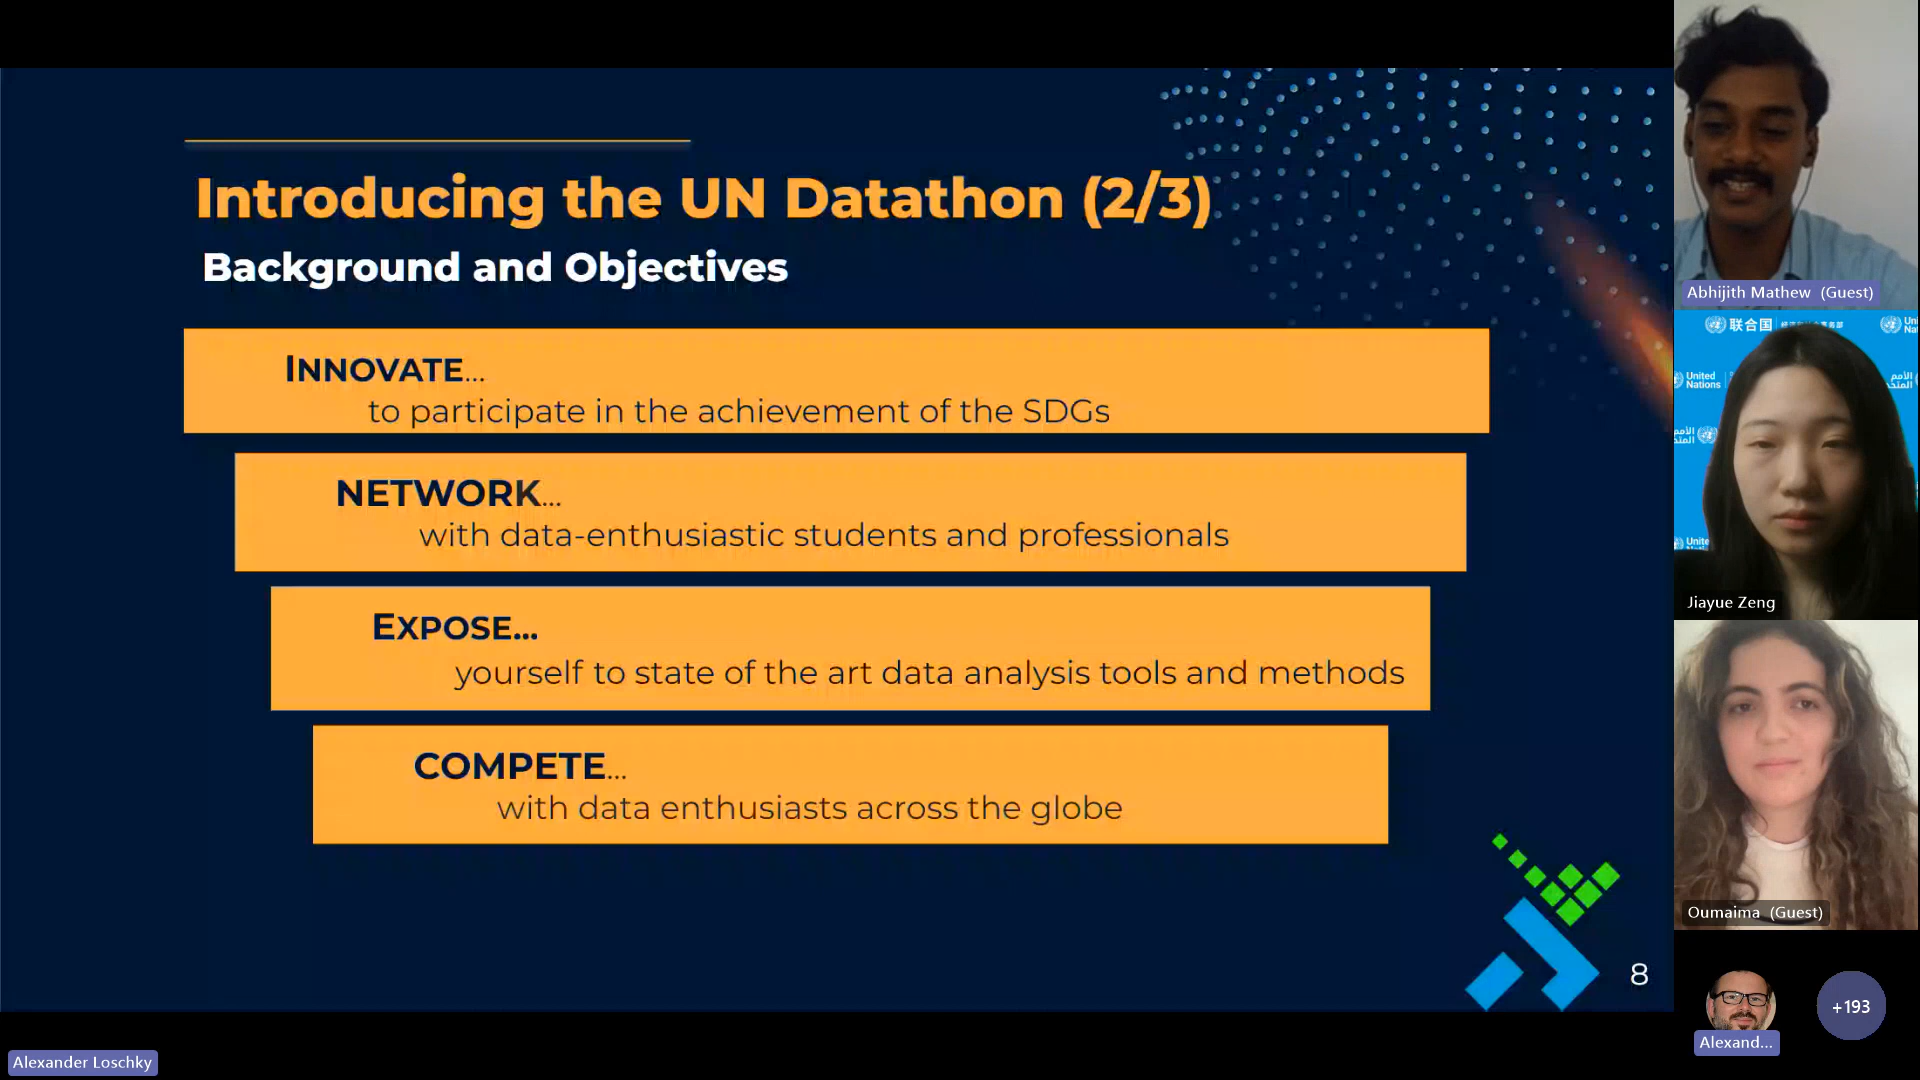 Introducing the UN Datathon (2/3)
Background and Objectives
INNOVATE...
to participate in the achievement of the SDGs
NETWORK...
with data-enthusiastic students and professionals
EXPOSE...
yourself to state of the art data analysis tools and methods
COMPETE...
with data enthusiasts across the globe
8
Alexander Loschky
Abhijith Mathew (Guest)
联合国
United
Nations
Jiayue Zeng
Oumaima (Guest)
Alexand...
+193